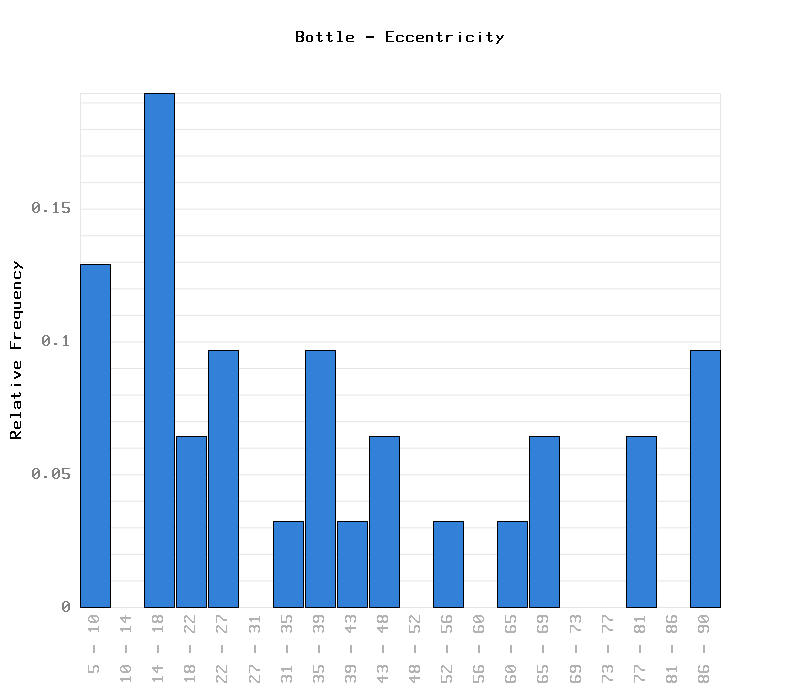 Bottle - Eccentricity
Relative Frequency
0.15
0.1
0.05
0
5 - 10
10 - 14
14 - 18
18 - 22
22 - 27
27 - 31
31 - 35
35 - 39
39 - 43
43 - 48
48 - 52
52 - 56
56 - 60
60 - 65
65 - 69
69 - 73
73 - 77
77 - 81
81 - 86
86 - 90